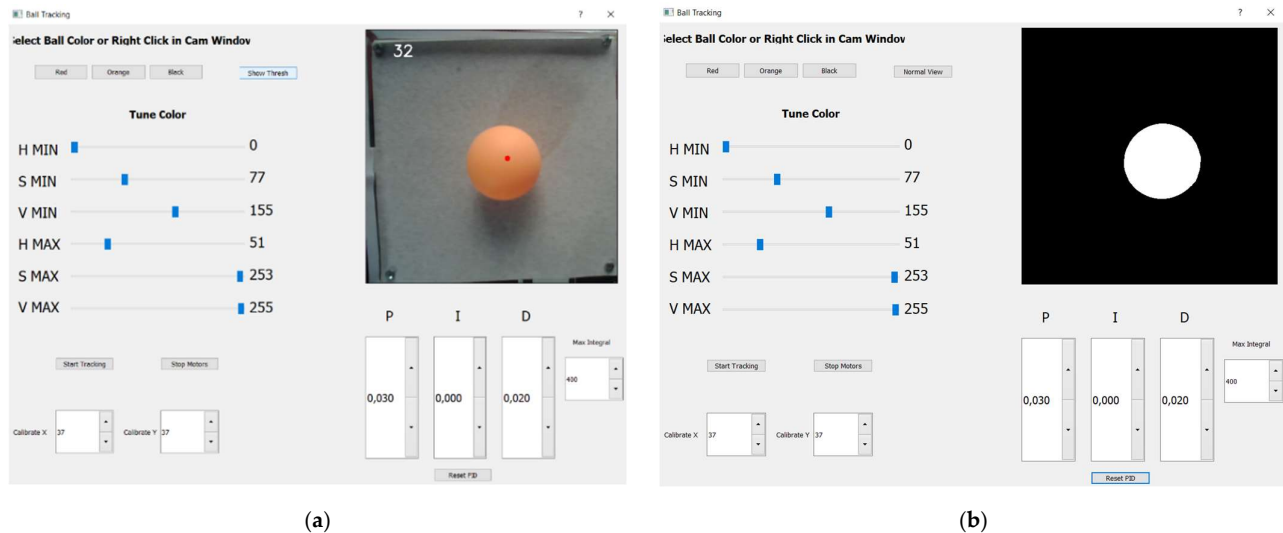 Ball Tracking ? ×
Select Ball Color or Right Click in Cam Window
32
Red Orange Black Show Thresh
Tune Color
H MIN 0
S MIN 77
V MIN 155
H MAX 51
S MAX 253
V MAX 255
P I D
Max Integral
Start Tracking Stop Motors
400
0,030 0,000 0,020
Calibrate X 37 Calibrate Y 37
Reset PID
(a)
Ball Tracking ? ×
Select Ball Color or Right Click in Cam Window
Red Orange Black Normal View
Tune Color
H MIN 0
S MIN 77
V MIN 155
H MAX 51
S MAX 253
V MAX 255
P I D
Max Integral
Start Tracking Stop Motors
400
0,030 0,000 0,020
Calibrate X 37 Calibrate Y 37
Reset PID
(b)